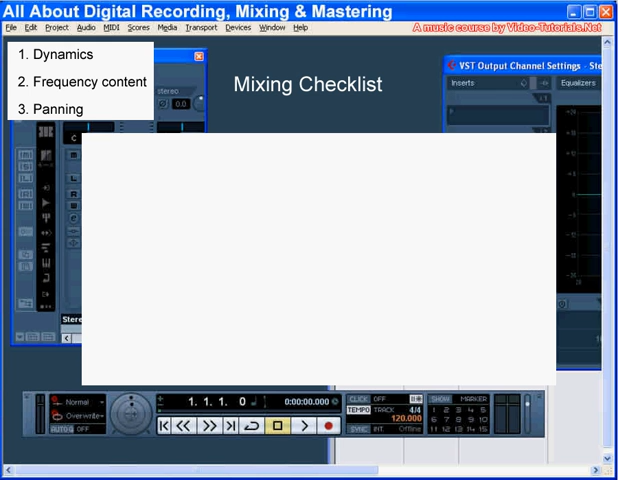 All About Digital Recording, Mixing & Mastering
File Edit Project Audio MIDI Scores Media Transport Devices Window Help
A music course by Video-Tutorials.Net
1. Dynamics
2. Frequency content
3. Panning
Mixing Checklist
stereo
0.0
C
VST Output Channel Settings - Ste
Inserts
Equalizers
Stere
Normal
Overwrite
AUTO Q OFF
1. 1. 1. 0
0:00:00.000
CLICK OFF
TEMPO TRACK 4/4
120.000
SYNC INT. Offline
SHOW MARKER
1 2 3 4 5
6 7 8 9 10
11 12 13 14 15